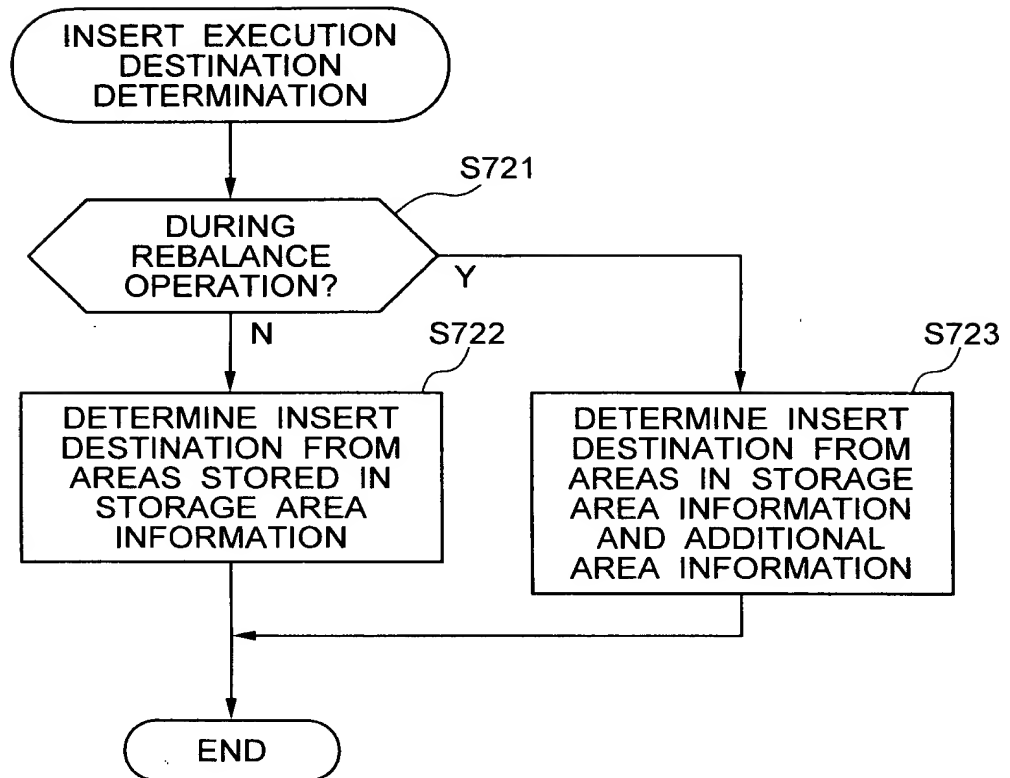 INSERT EXECUTION
DESTINATION
DETERMINATION
S721
DURING
REBALANCE
OPERATION?
Y
N
S722
S723
DETERMINE INSERT
DESTINATION FROM
AREAS STORED IN
STORAGE AREA
INFORMATION
DETERMINE INSERT
DESTINATION FROM
AREAS IN STORAGE
AREA INFORMATION
AND ADDITIONAL
AREA INFORMATION
END